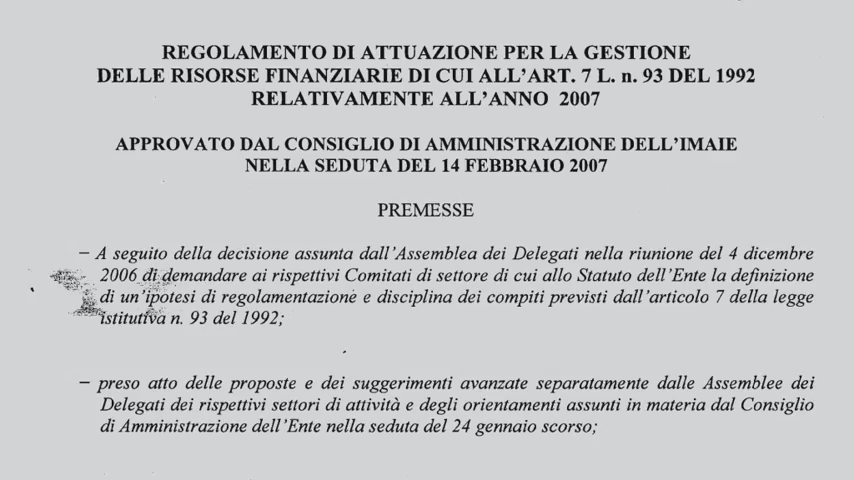 REGOLAMENTO DI ATTUAZIONE PER LA GESTIONE
DELLE RISORSE FINANZIARIE DI CUI ALL'ART. 7 L. n. 93 DEL 1992
RELATIVAMENTE ALL'ANNO 2007
APPROVATO DAL CONSIGLIO DI AMMINISTRAZIONE DELL'IMAIE
NELLA SEDUTA DEL 14 FEBBRAIO 2007
PREMESSE
– A seguito della decisione assunta dall'Assemblea dei Delegati nella riunione del 4 dicembre
2006 di demandare ai rispettivi Comitati di settore di cui allo Statuto dell'Ente la definizione
di un'ipotesi di regolamentazione e disciplina dei compiti previsti dall'articolo 7 della legge
istitutiva n. 93 del 1992;
– preso atto delle proposte e dei suggerimenti avanzate separatamente dalle Assemblee dei
Delegati dei rispettivi settori di attività e degli orientamenti assunti in materia dal Consiglio
di Amministrazione dell'Ente nella seduta del 24 gennaio scorso;